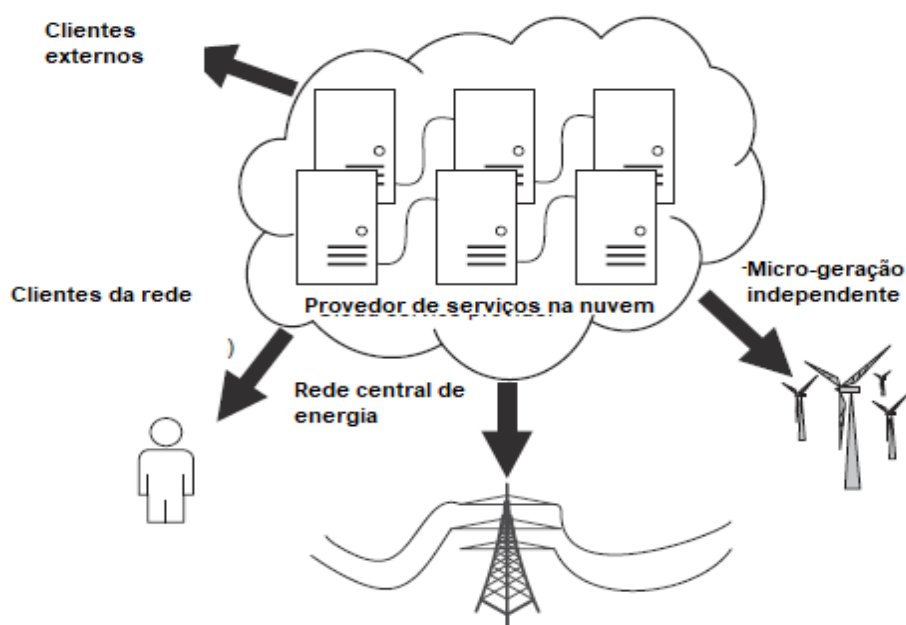 Clientes
externos
-Micro-geração
independente
Clientes da rede
Provedor de serviços na nuvem
)
Rede central de
energia